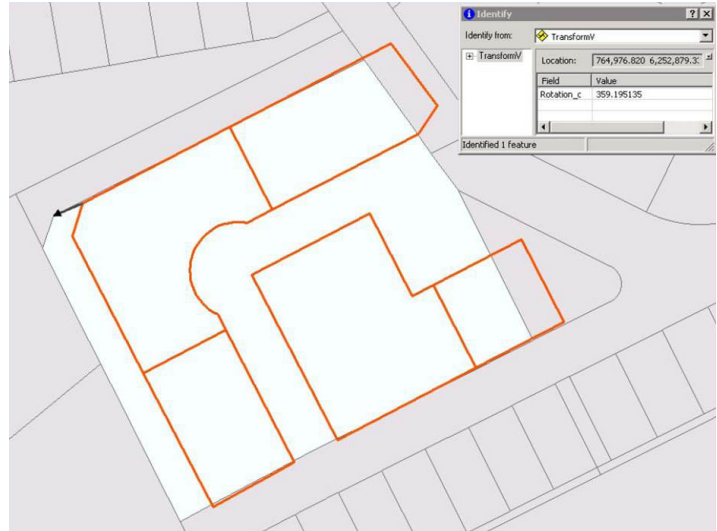 Identify
Identify from: TransformV
TransformV
Location: 764,976.820 6,252,879.3
Field Value
Rotation_c 359.195135
Identified 1 feature